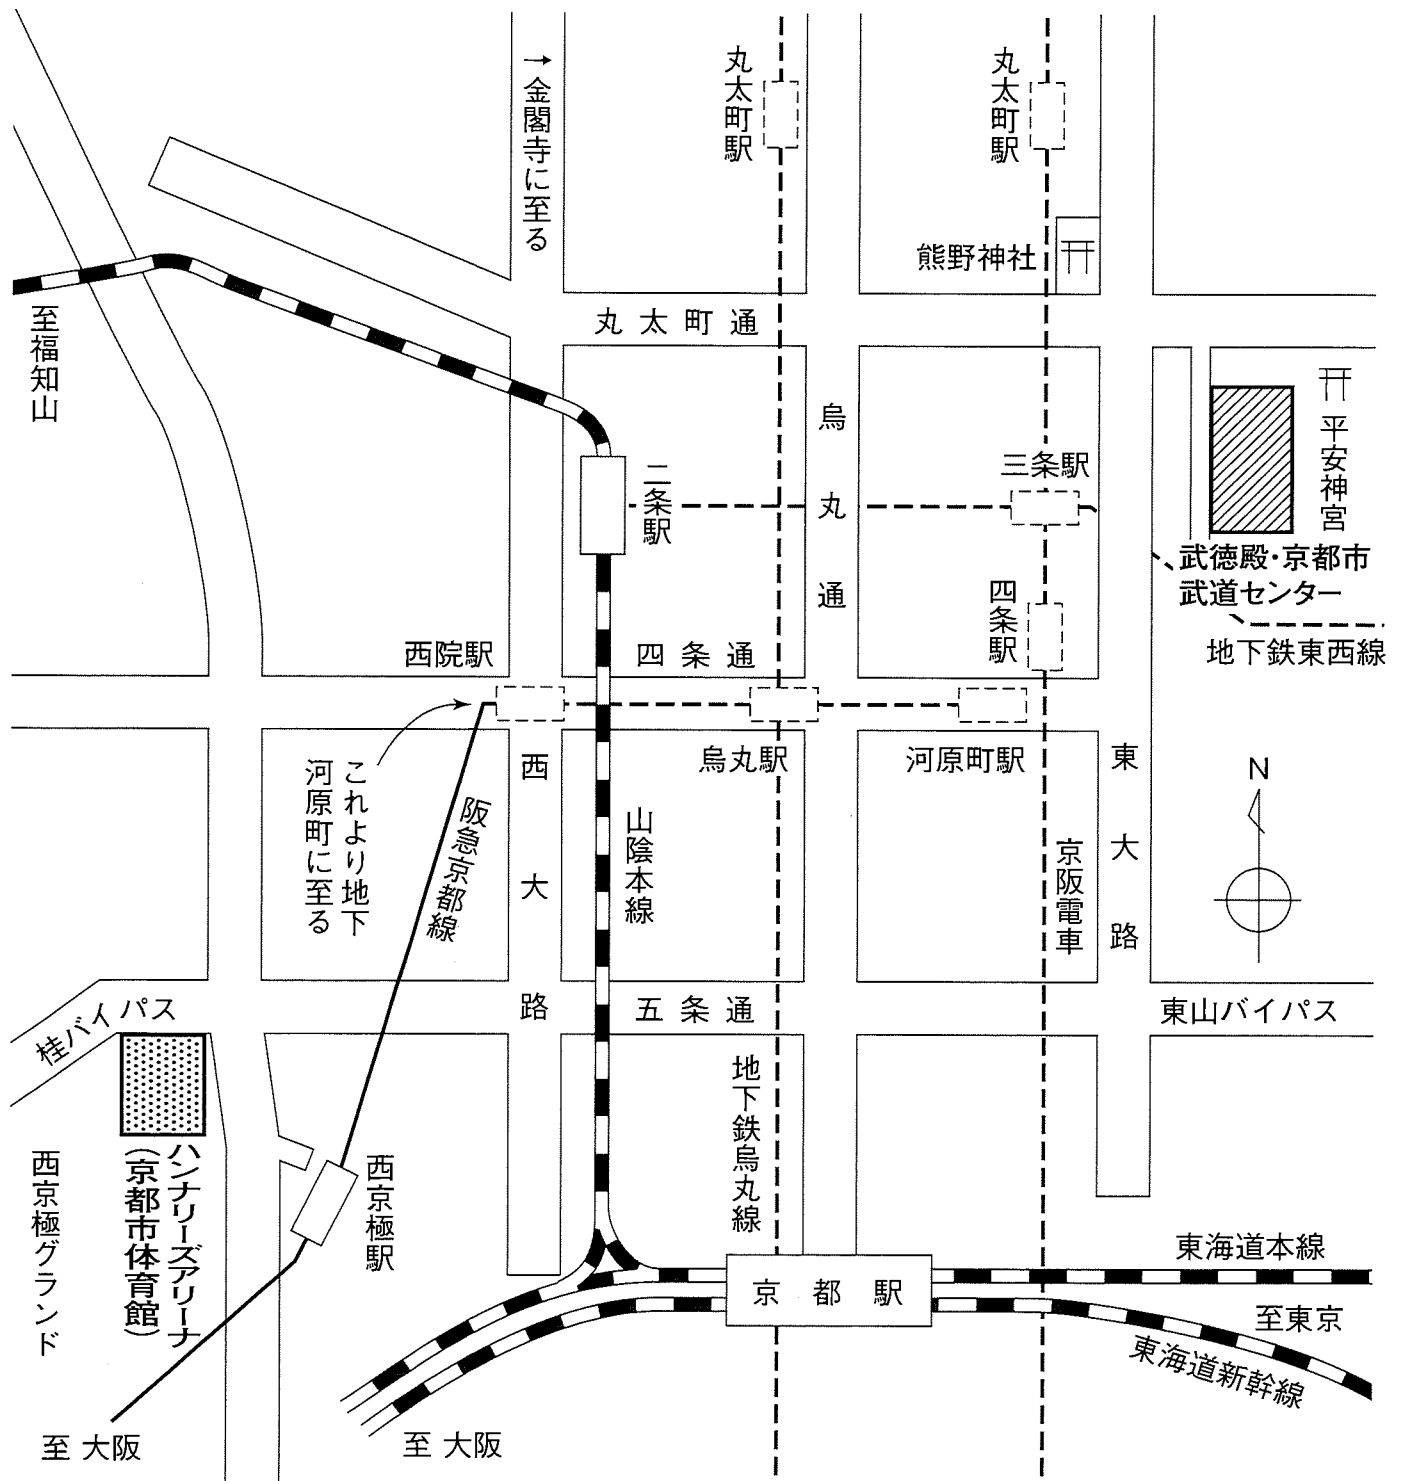 →金閣寺に至る
丸太町駅
丸太町駅
熊野神社
至福知山
丸太町通
平安神宮
烏丸通
三条駅
二条駅
武徳殿・京都市
武道センター
四条駅
西院駅
四条通
地下鉄東西線
烏丸駅
河原町駅
西大路
東大路
N
これより地下
河原町に至る
阪急京都線
山陰本線
京阪電車
桂バイパス
五条通
東山バイパス
地下鉄烏丸線
ハンナリーズアリーナ
(京都市体育館)
西京極グランド
西京極駅
東海道本線
京都駅
至東京
東海道新幹線
至 大阪
至 大阪